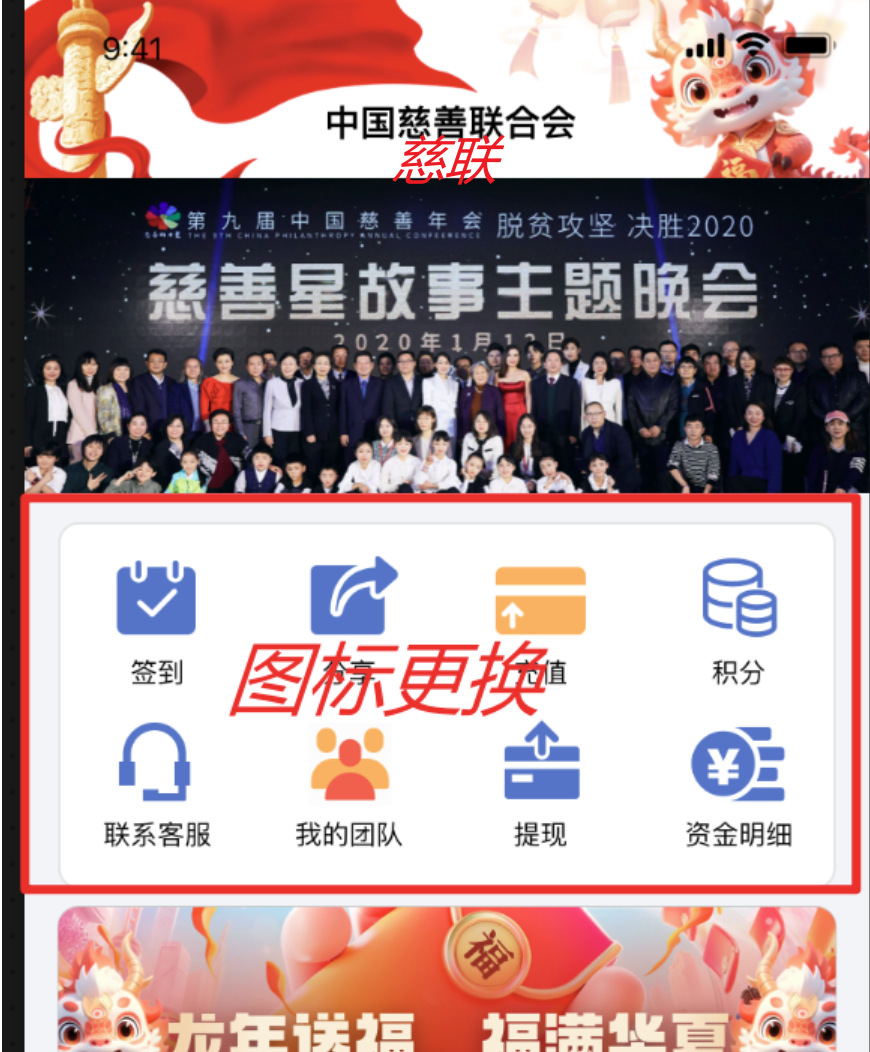 9:41
中国慈善联合会
慈联
第九届中国慈善年会 脱贫攻坚 决胜2020
THE 9TH CHINA PHILANTHROPY ANNUAL CONFERENCE
慈善星故事主题晚会
2020年1月12日
签到 分享 充值 积分
图标更换
联系客服 我的团队 提现 资金明细
福
福
龙年送福 福满华夏